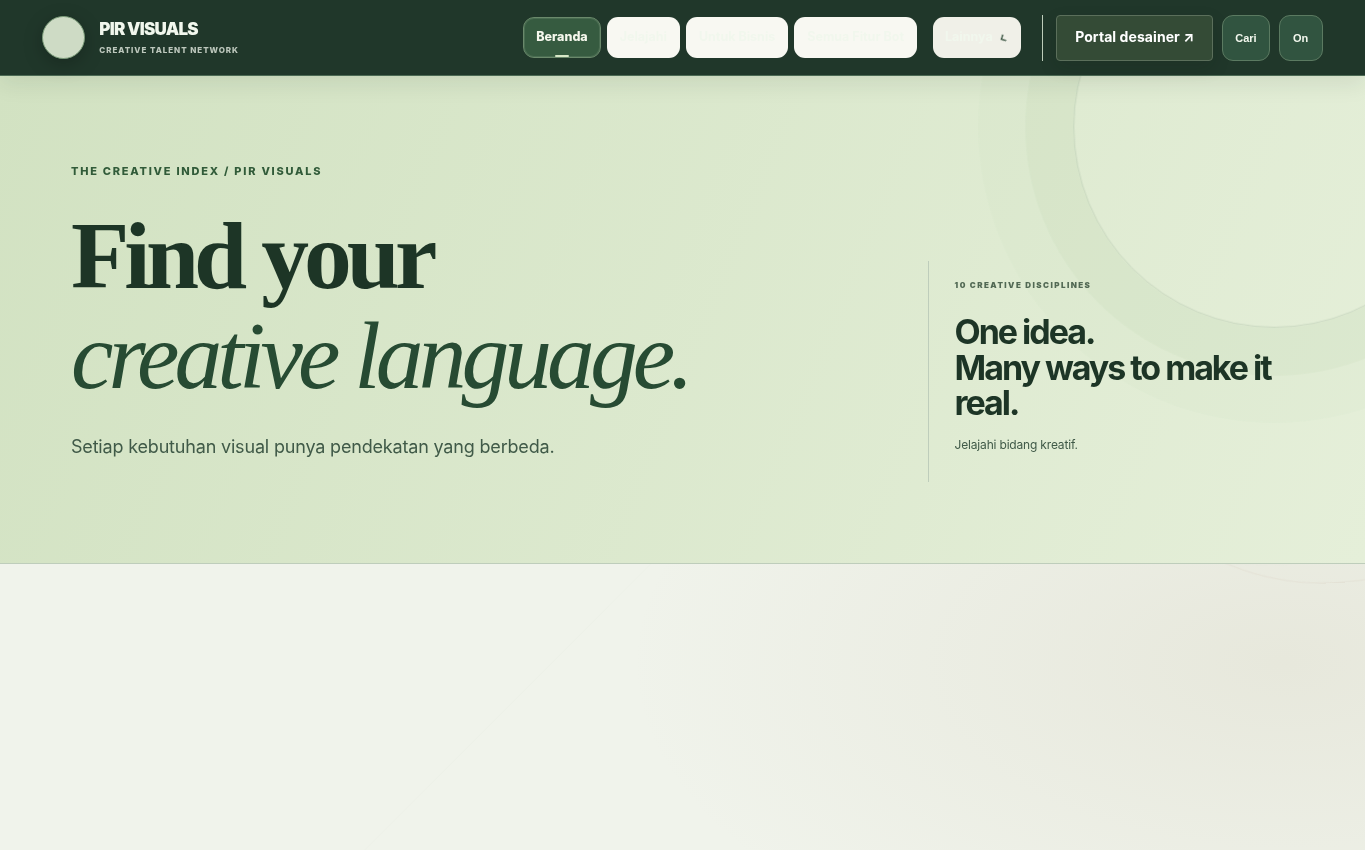 PIR VISUALS
CREATIVE TALENT NETWORK
Beranda
Portal desainer ↗
Cari
On
THE CREATIVE INDEX / PIR VISUALS
Find your
creative language.
Setiap kebutuhan visual punya pendekatan yang berbeda.
10 CREATIVE DISCIPLINES
One idea.
Many ways to make it
real.
Jelajahi bidang kreatif.